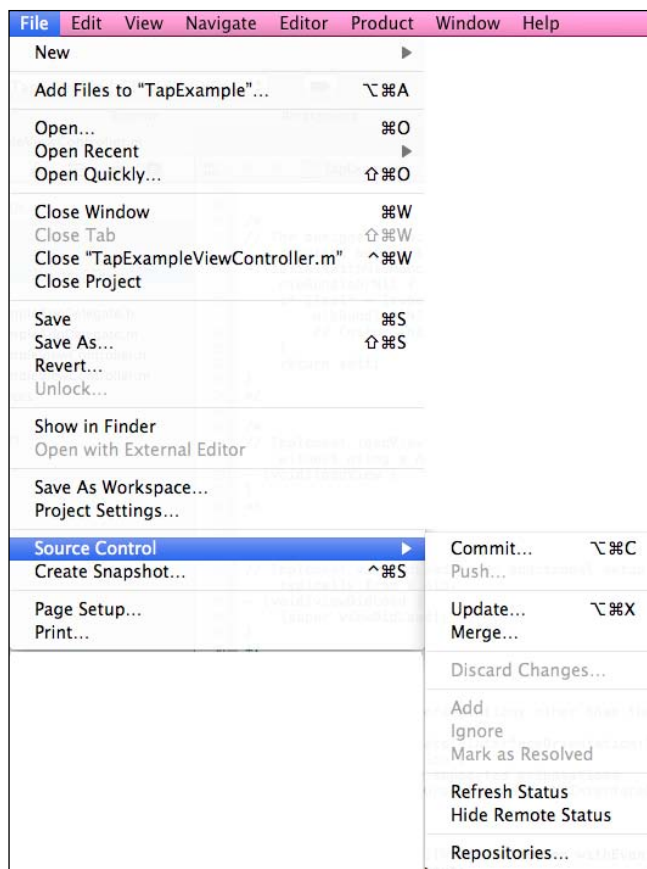 File Edit View Navigate Editor Product Window Help
New ▶
Add Files to “TapExample”... ⌥⌘A
Open... ⌘O
Open Recent ▶
Open Quickly... ⇧⌘O
Close Window ⌘W
Close Tab ⇧⌘W
Close "TapExampleViewController.m" ^⌘W
Close Project
Save ⌘S
Save As... ⇧⌘S
Revert...
Unlock...
Show in Finder
Open with External Editor
Save As Workspace...
Project Settings...
Source Control ▶
Create Snapshot... ^⌘S
Page Setup...
Print...
Commit... ⌥⌘C
Push...
Update... ⌥⌘X
Merge...
Discard Changes...
Add
Ignore
Mark as Resolved
Refresh Status
Hide Remote Status
Repositories...